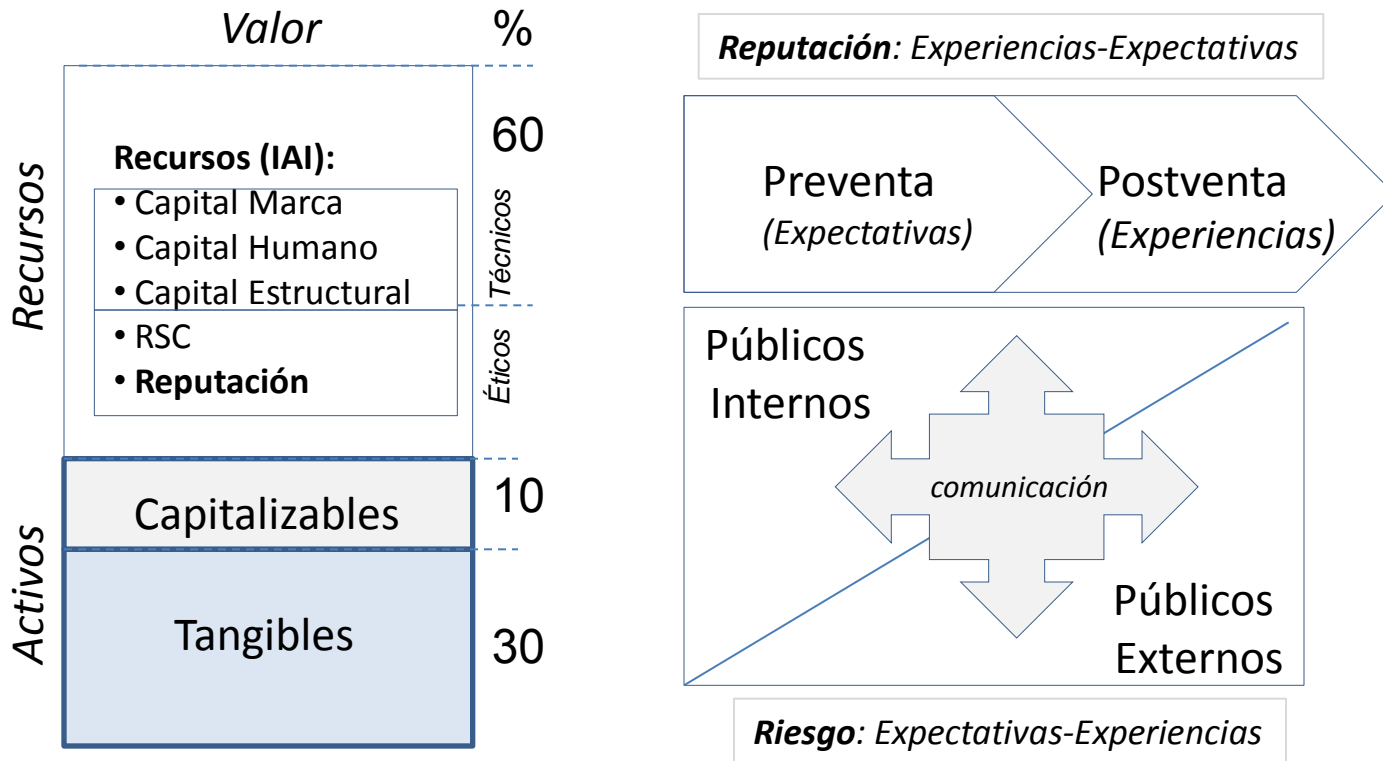 Valor
%
Recursos
60
Recursos (IAI):
• Capital Marca
• Capital Humano
• Capital Estructural
Técnicos
• RSC
• Reputación
Éticos
Activos
Capitalizables
10
Tangibles
30
Reputación: Experiencias-Expectativas
Preventa
(Expectativas)
Postventa
(Experiencias)
Públicos
Internos
comunicación
Públicos
Externos
Riesgo: Expectativas-Experiencias